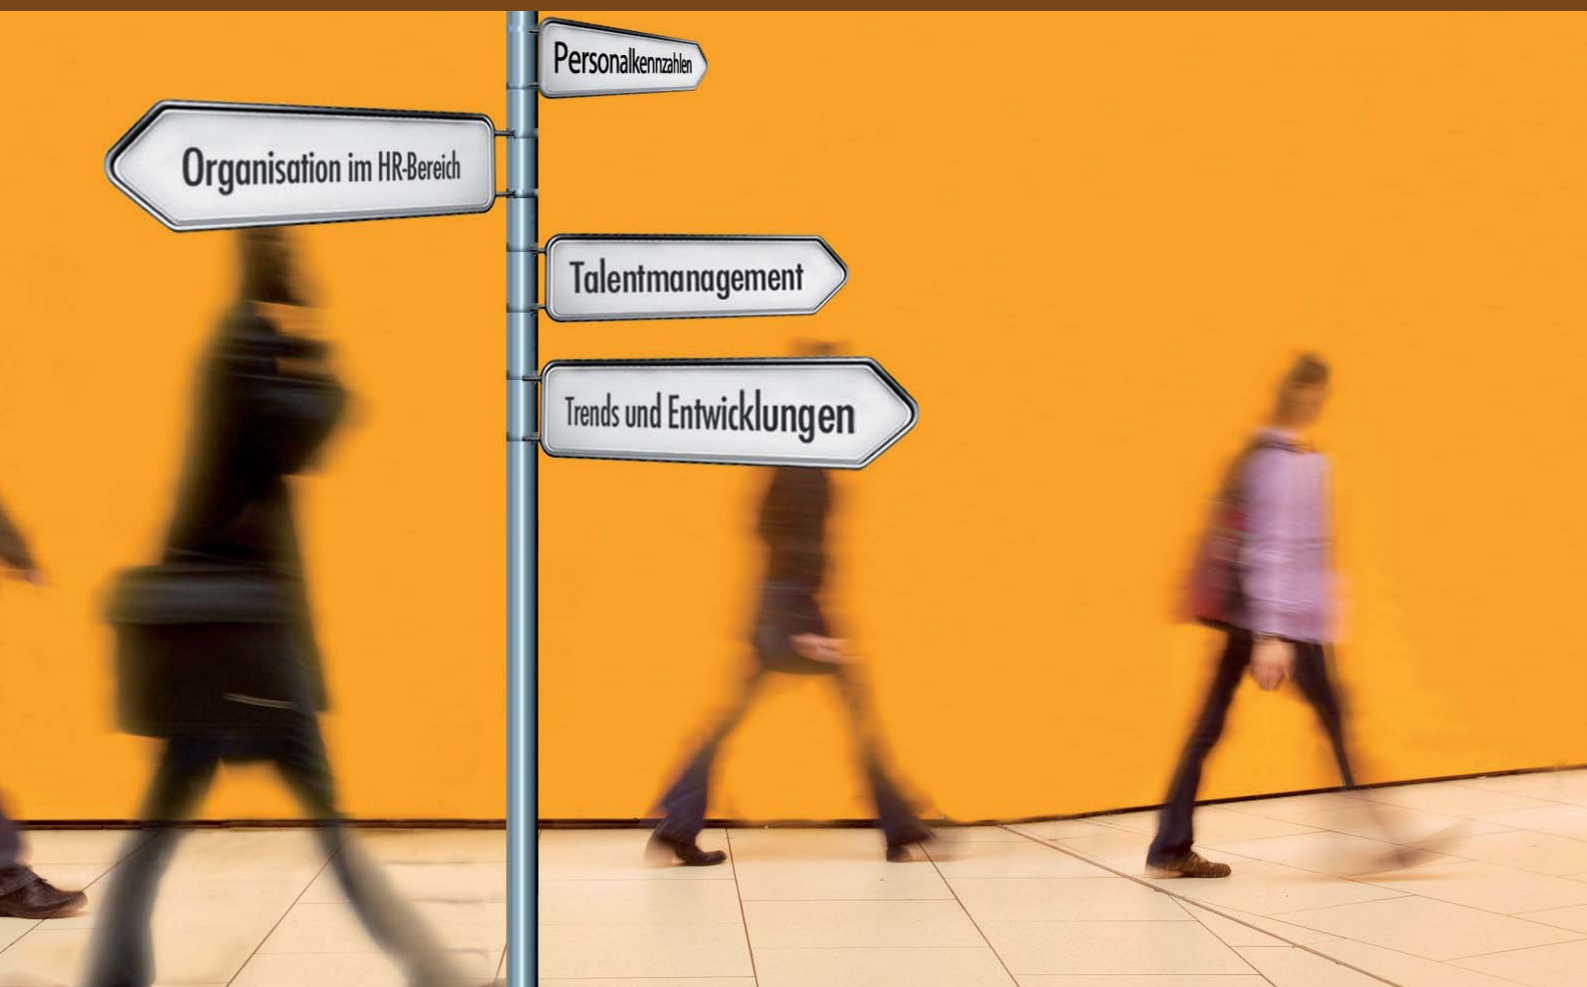 Personalkennzahlen
Organisation im HR-Bereich
Talentmanagement
Trends und Entwicklungen